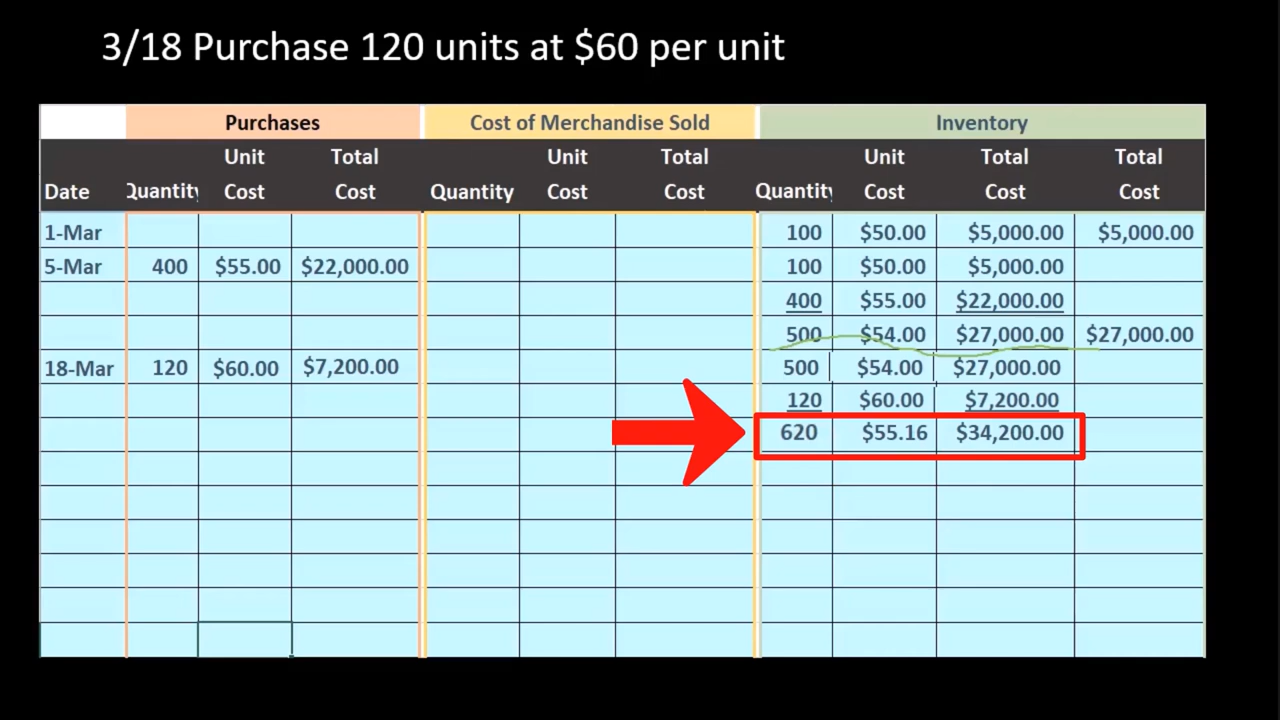 3/18 Purchase 120 units at $60 per unit
Purchases Cost of Merchandise Sold Inventory
Unit Total Unit Total Unit Total Total
Date Quantity Cost Cost Quantity Cost Cost Quantity Cost Cost Cost
1-Mar 100 $50.00 $5,000.00 $5,000.00
5-Mar 400 $55.00 $22,000.00 100 $50.00 $5,000.00
400 $55.00 $22,000.00
500 $54.00 $27,000.00 $27,000.00
18-Mar 120 $60.00 $7,200.00 500 $54.00 $27,000.00
120 $60.00 $7,200.00
620 $55.16 $34,200.00